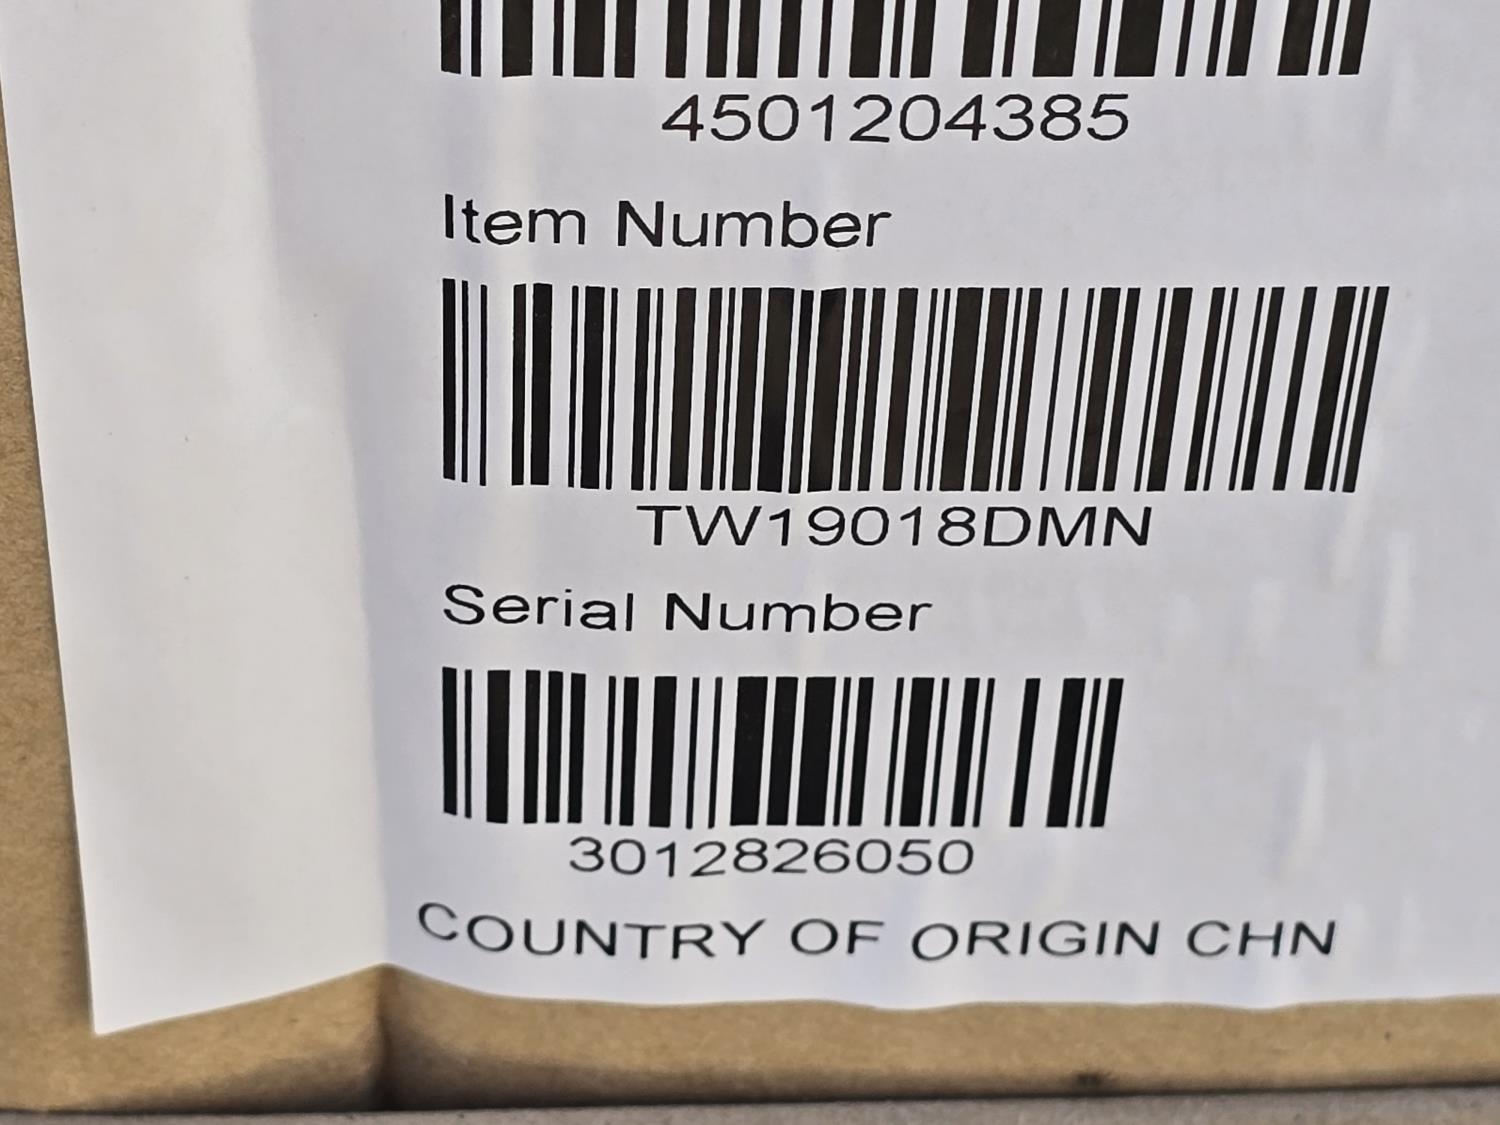 4501204385
Item Number
TW19018DMN
Serial Number
3012826050
COUNTRY OF ORIGIN CHN